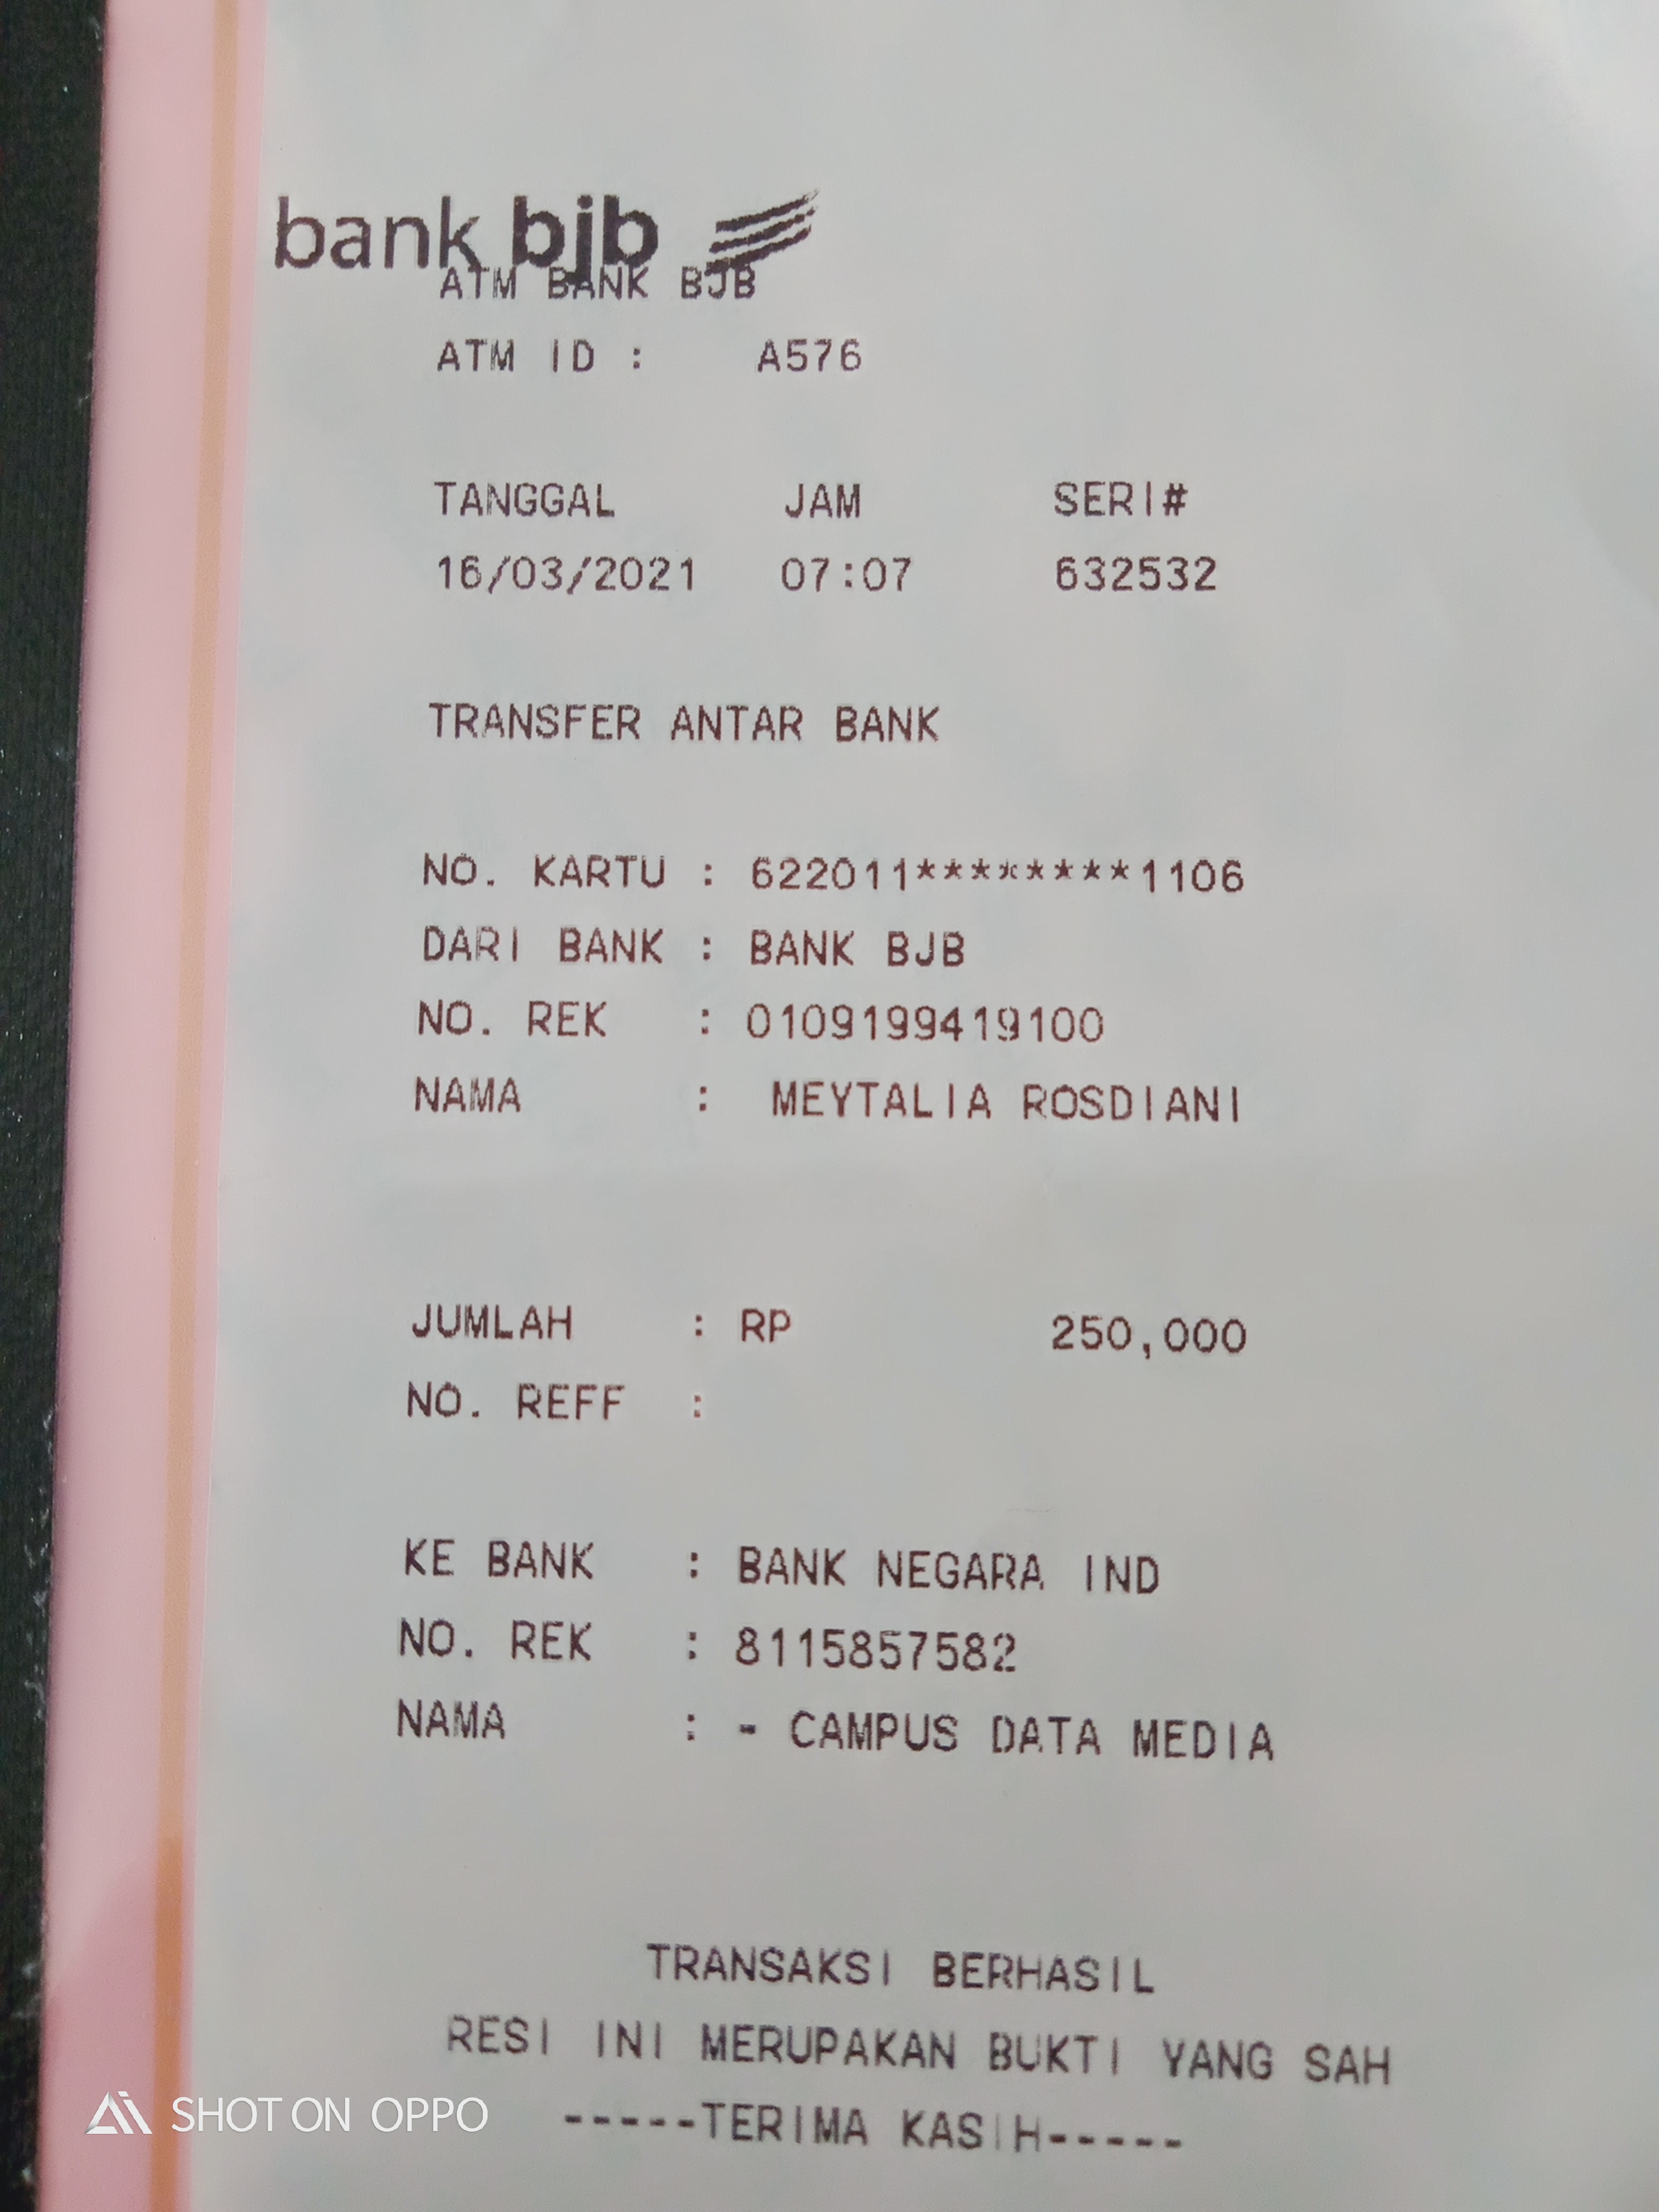 bank bjb
ATM BANK BJB
ATM ID : A576
TANGGAL JAM SERI#
16/03/2021 07:07 632532
TRANSFER ANTAR BANK
NO. KARTU : 622011********1106
DARI BANK : BANK BJB
NO. REK : 0109199419100
NAMA : MEYTALIA ROSDIANI
JUMLAH : RP 250,000
NO. REFF :
KE BANK : BANK NEGARA IND
NO. REK : 8115857582
NAMA : - CAMPUS DATA MEDIA
TRANSAKSI BERHASIL
RESI INI MERUPAKAN BUKTI YANG SAH
-----TERIMA KASIH-----
SHOT ON OPPO